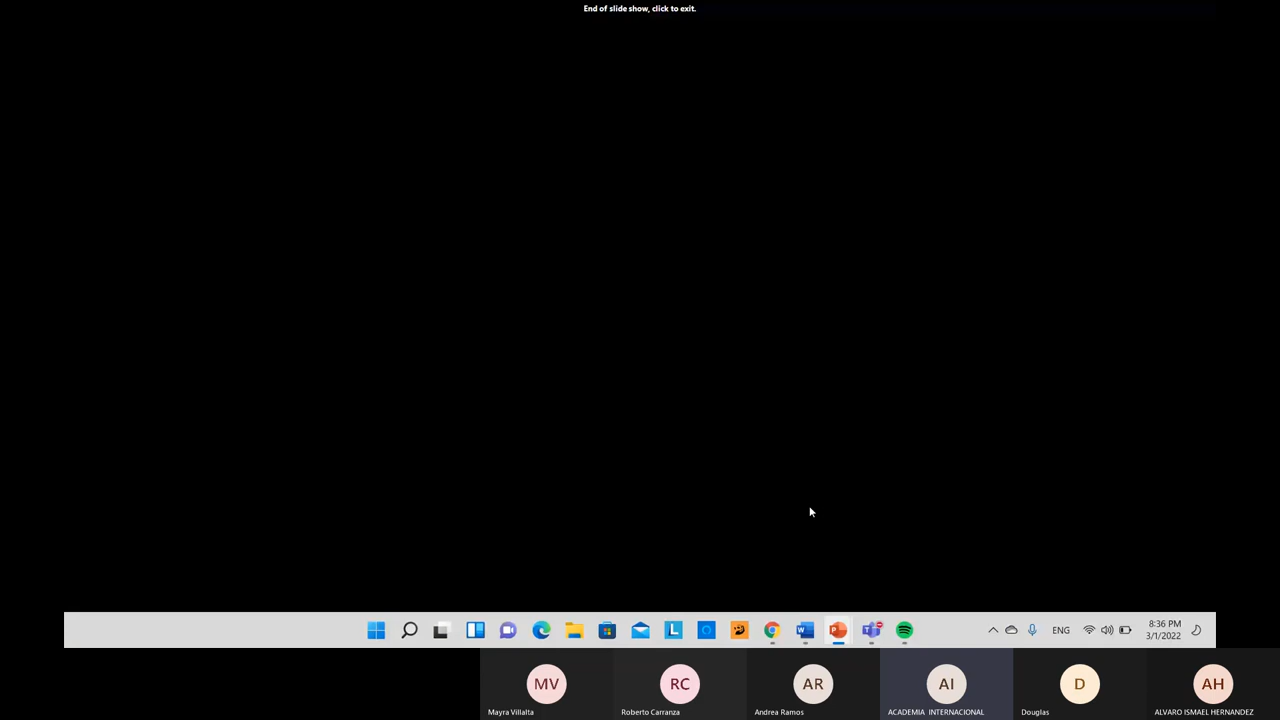 End of slide show, click to exit.
L
W
P
ENG
8:36 PM
3/1/2022
MV
RC
AR
AI
D
AH
Mayra Villalta
Roberto Carranza
Andrea Ramos
ACADEMIA INTERNACIONAL
Douglas
ALVARO ISMAEL HERNANDEZ